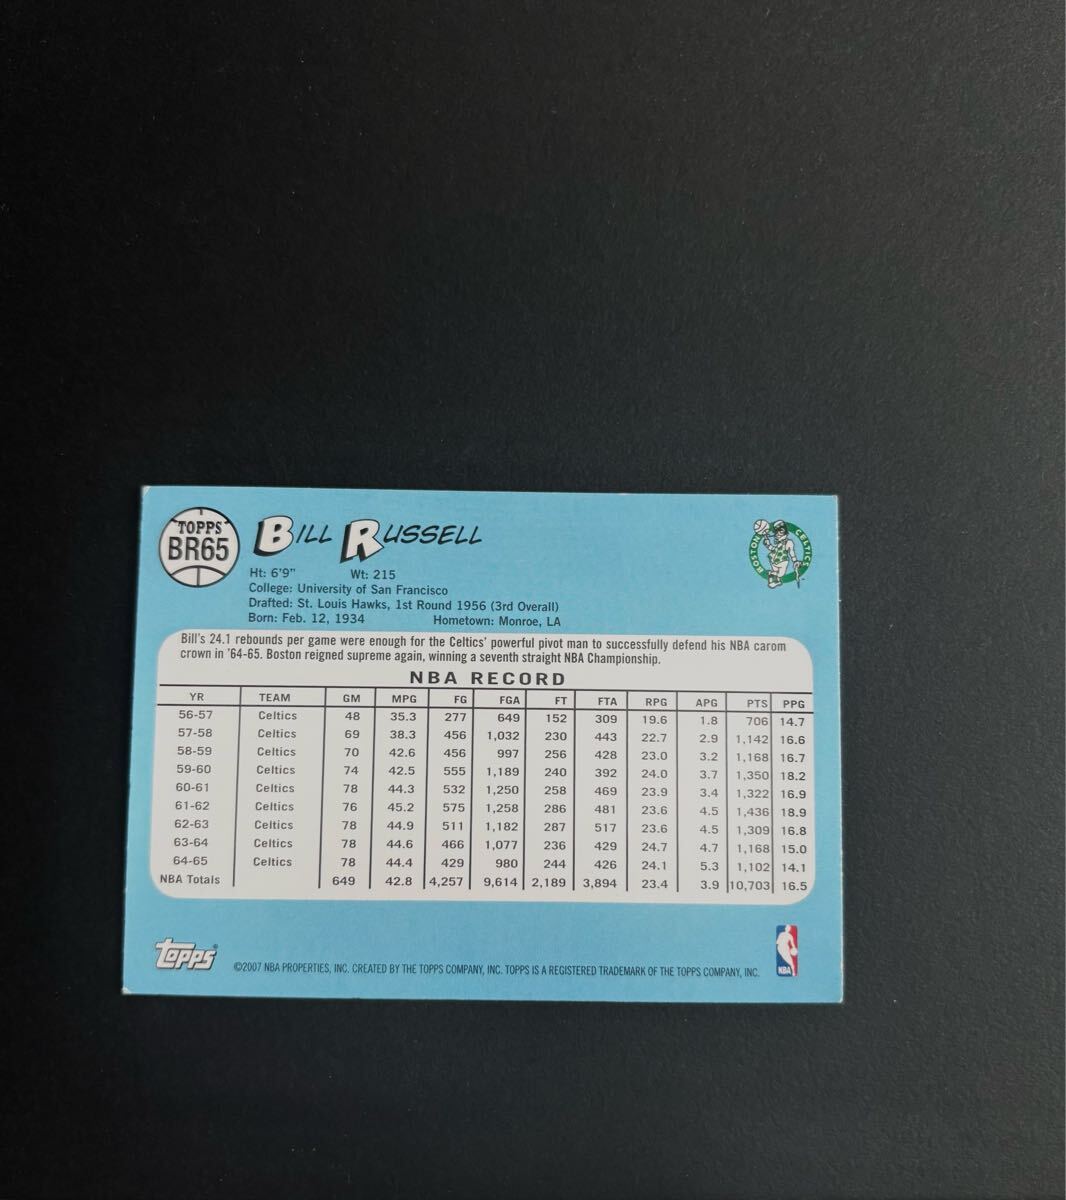 TOPPS
BR65
BILL RUSSELL
BOSTON CELTICS
Ht: 6'9" Wt: 215
College: University of San Francisco
Drafted: St. Louis Hawks, 1st Round 1956 (3rd Overall)
Born: Feb. 12, 1934 Hometown: Monroe, LA
Bill's 24.1 rebounds per game were enough for the Celtics' powerful pivot man to successfully defend his NBA carom
crown in '64-65. Boston reigned supreme again, winning a seventh straight NBA Championship.
NBA RECORD
YR TEAM GM MPG FG FGA FT FTA RPG APG PTS PPG
56-57 Celtics 48 35.3 277 649 152 309 19.6 1.8 706 14.7
57-58 Celtics 69 38.3 456 1,032 230 443 22.7 2.9 1,142 16.6
58-59 Celtics 70 42.6 456 997 256 428 23.0 3.2 1,168 16.7
59-60 Celtics 74 42.5 555 1,189 240 392 24.0 3.7 1,350 18.2
60-61 Celtics 78 44.3 532 1,250 258 469 23.9 3.4 1,322 16.9
61-62 Celtics 76 45.2 575 1,258 286 481 23.6 4.5 1,436 18.9
62-63 Celtics 78 44.9 511 1,182 287 517 23.6 4.5 1,309 16.8
63-64 Celtics 78 44.6 466 1,077 236 429 24.7 4.7 1,168 15.0
64-65 Celtics 78 44.4 429 980 244 426 24.1 5.3 1,102 14.1
NBA Totals 649 42.8 4,257 9,614 2,189 3,894 23.4 3.9 10,703 16.5
topps®
©2007 NBA PROPERTIES, INC. CREATED BY THE TOPPS COMPANY, INC. TOPPS IS A REGISTERED TRADEMARK OF THE TOPPS COMPANY, INC.
NBA